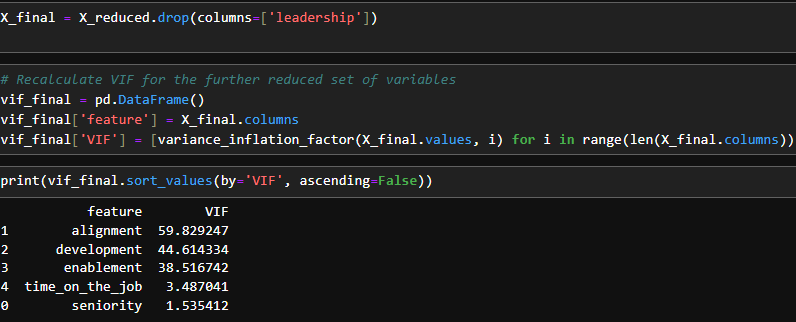 X_final = X_reduced.drop(columns=['leadership'])
# Recalculate VIF for the further reduced set of variables
vif_final = pd.DataFrame()
vif_final['feature'] = X_final.columns
vif_final['VIF'] = [variance_inflation_factor(X_final.values, i) for i in range(len(X_final.columns))
print(vif_final.sort_values(by='VIF', ascending=False))
feature VIF
1 alignment 59.829247
2 development 44.614334
3 enablement 38.516742
4 time_on_the_job 3.487041
0 seniority 1.535412